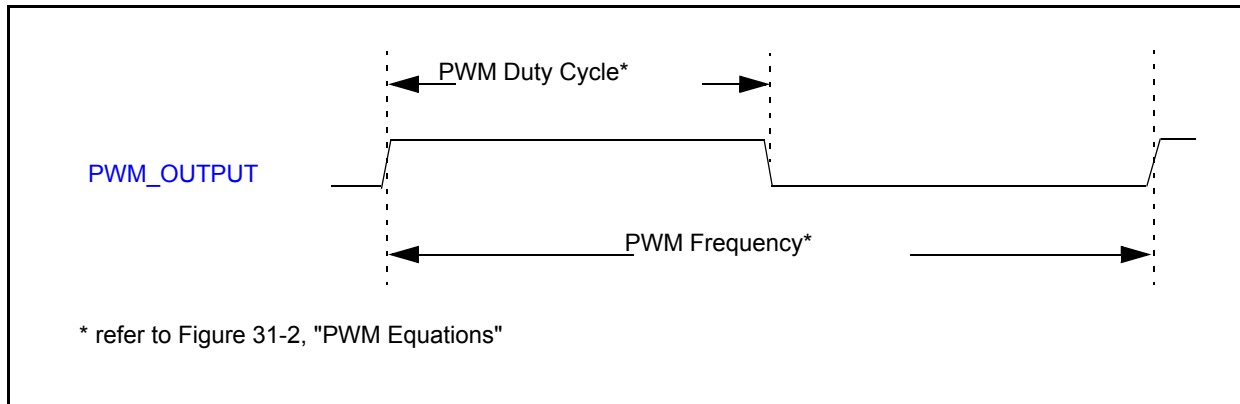 PWM Duty Cycle*
PWM_OUTPUT
PWM Frequency*
* refer to Figure 31-2, "PWM Equations"